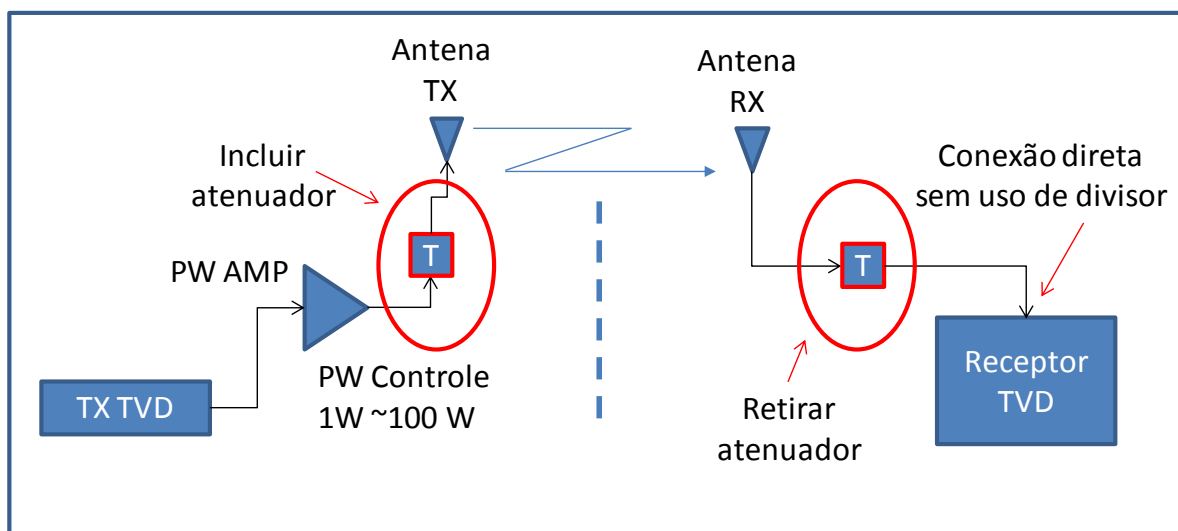 Antena
TX
Antena
RX
Incluir
atenuador
Conexão direta
sem uso de divisor
T
T
PW AMP
PW Controle
1W ~100 W
TX TVD
Receptor
TVD
Retirar
atenuador